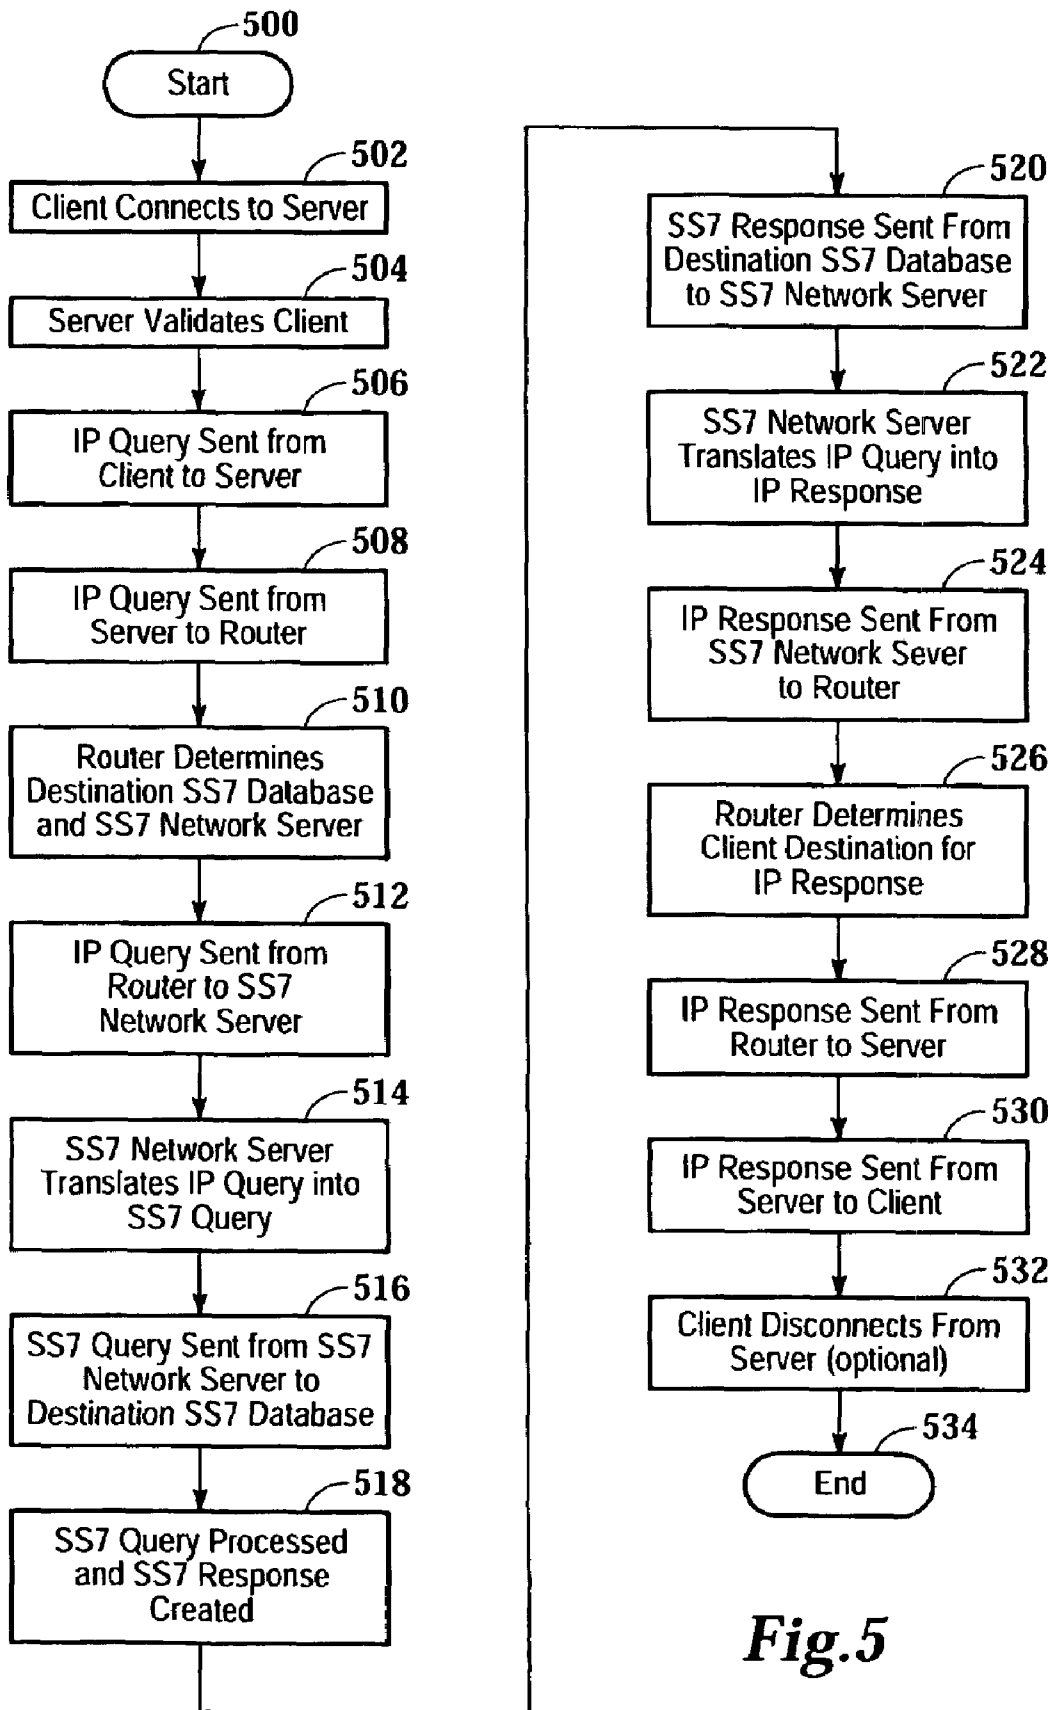 500
Start
502
Client Connects to Server
504
Server Validates Client
506
IP Query Sent from
Client to Server
508
IP Query Sent from
Server to Router
510
Router Determines
Destination SS7 Database
and SS7 Network Server
512
IP Query Sent from
Router to SS7
Network Server
514
SS7 Network Server
Translates IP Query into
SS7 Query
516
SS7 Query Sent from SS7
Network Server to
Destination SS7 Database
518
SS7 Query Processed
and SS7 Response
Created
520
SS7 Response Sent From
Destination SS7 Database
to SS7 Network Server
522
SS7 Network Server
Translates IP Query into
IP Response
524
IP Response Sent From
SS7 Network Sever
to Router
526
Router Determines
Client Destination for
IP Response
528
IP Response Sent From
Router to Server
530
IP Response Sent From
Server to Client
532
Client Disconnects From
Server (optional)
534
End
Fig.5